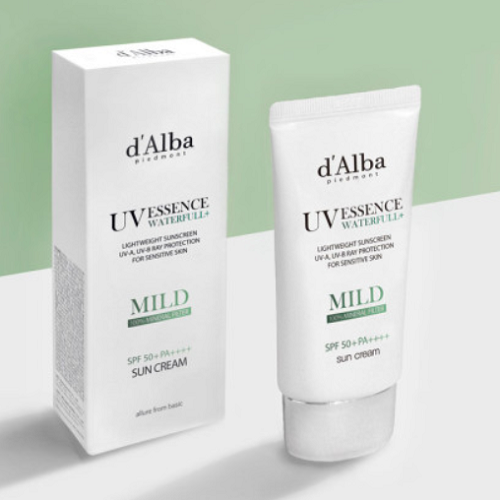 d'Alba
d'Alba
piedmont
UV ESSENCE
WATERFULL+
LIGHTWEIGHT SUNSCREEN
UV-A, UV-B RAY PROTECTION
FOR SENSITIVE SKIN
MILD
100% MINERAL FILTER
SPF 50+ PA++++
SUN CREAM
allure from basic
d'Alba
piedmont
UV ESSENCE
WATERFULL+
LIGHTWEIGHT SUNSCREEN
UV-A, UV-B RAY PROTECTION
FOR SENSITIVE SKIN
MILD
100% MINERAL FILTER
SPF 50+ PA++++
sun cream